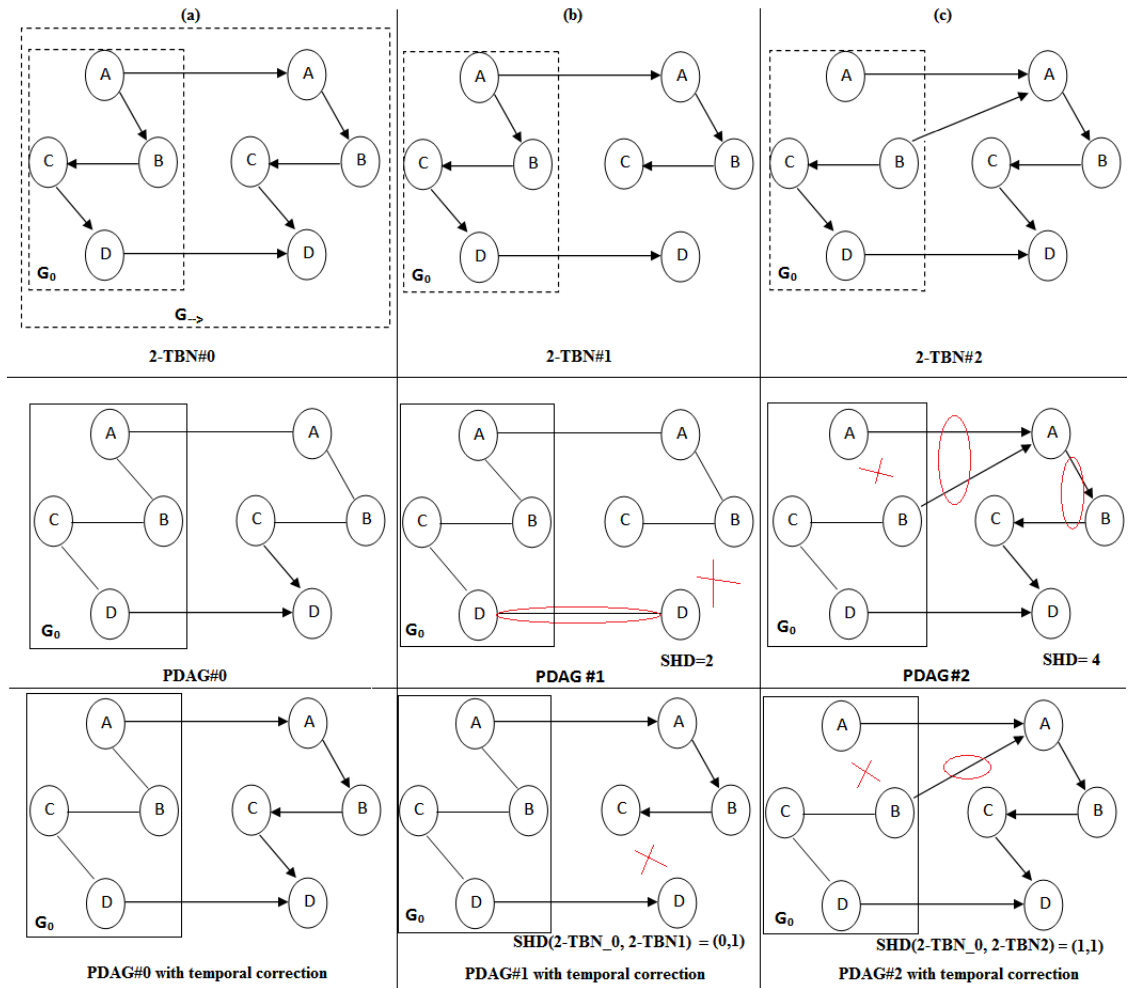 (a) (b) (c)
A A A A A A
C B C B C B C B C B C B
D D D D D D
G₀ G₀ G₀
G-->
2-TBN#0 2-TBN#1 2-TBN#2
A A A A A A
C B C B C B C B C B C B
D D D D D D
G₀ G₀ G₀
SHD=2 SHD= 4
PDAG#0 PDAG #1 PDAG#2
A A A A A A
C B C B C B C B C B C B
D D D D D D
G₀ G₀ G₀
SHD(2-TBN_0, 2-TBN1) = (0,1) SHD(2-TBN_0, 2-TBN2) = (1,1)
PDAG#0 with temporal correction PDAG#1 with temporal correction PDAG#2 with temporal correction